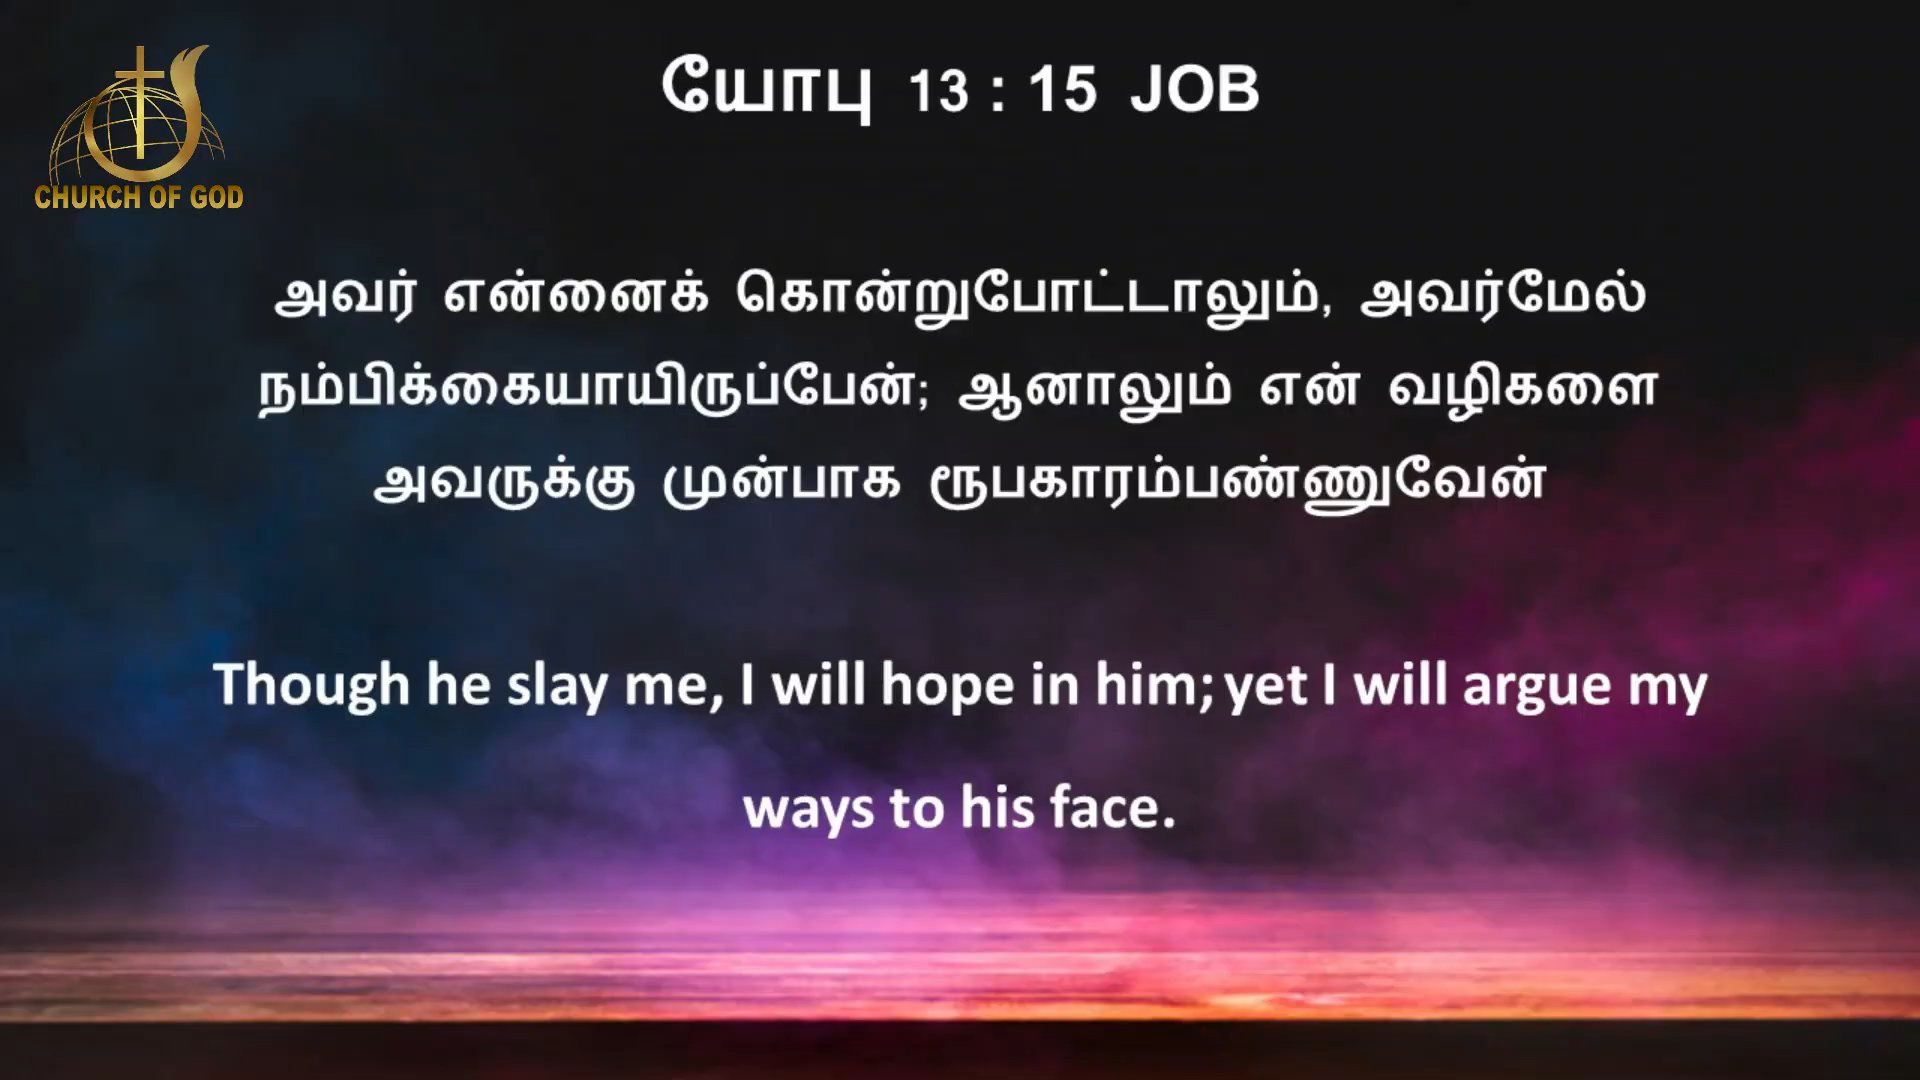 யோபு 13 : 15 JOB
CHURCH OF GOD
அவர் என்னைக் கொன்றுபோட்டாலும், அவர்மேல்
நம்பிக்கையாயிருப்பேன்; ஆனாலும் என் வழிகளை
அவருக்கு முன்பாக ரூபகாரம்பண்ணுவேன்
Though he slay me, I will hope in him; yet I will argue my
ways to his face.